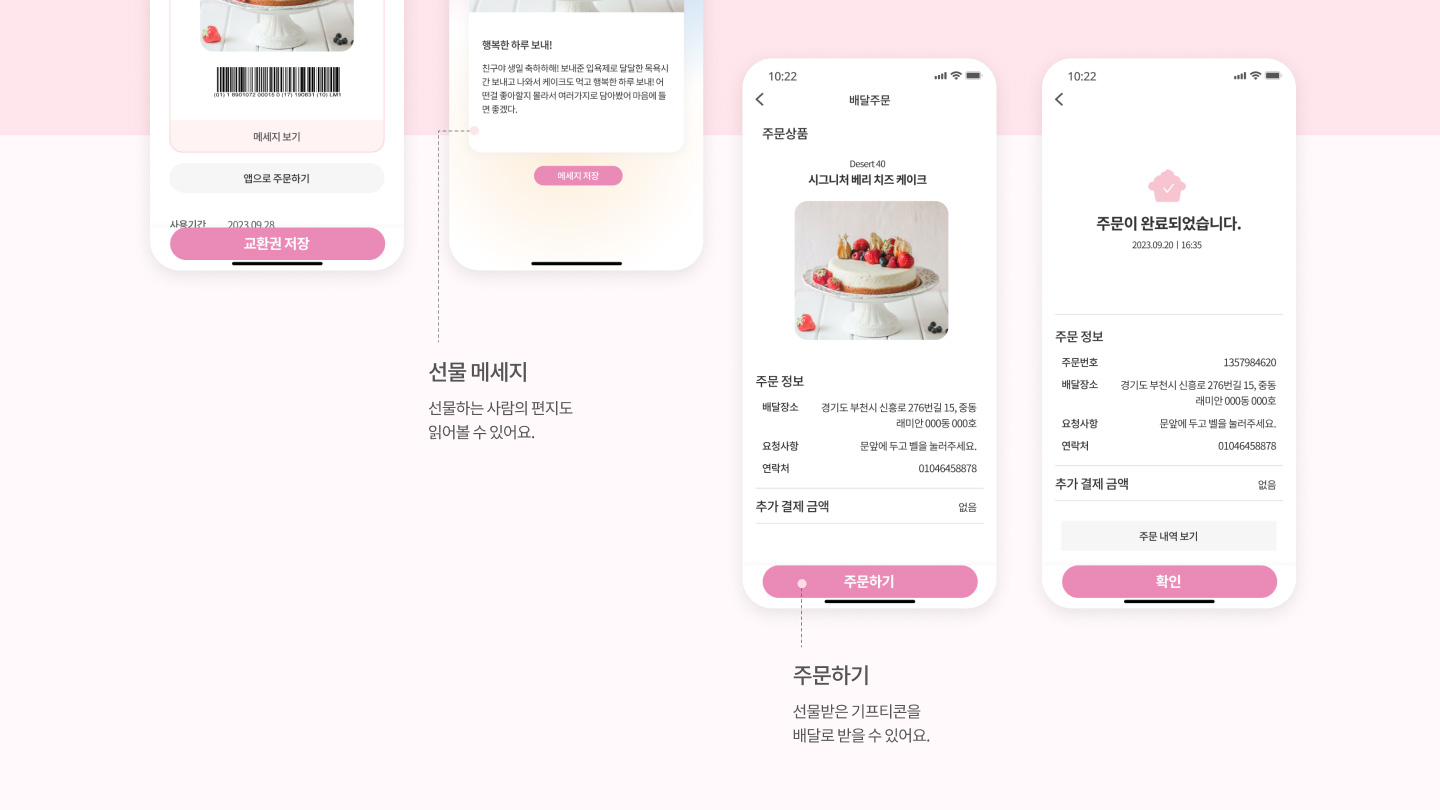 (01) 1 8901072 00015 0 (17) 190831 (10) LM1
메세지 보기
앱으로 주문하기
사용기간 2023.09.28
교환권 저장
행복한 하루 보내!
친구야 생일 축하하해! 보내준 입욕제로 달달한 목욕시
간 보내고 나와서 케이크도 먹고 행복한 하루 보내! 어
떤걸 좋아할지 몰라서 여러가지로 담아봤어 마음에 들
면 좋겠다.
메세지 저장
선물 메세지
선물하는 사람의 편지도
읽어볼 수 있어요.
10:22
배달주문
주문상품
Desert 40
시그니처 베리 치즈 케이크
주문 정보
배달장소 경기도 부천시 신흥로 276번길 15, 중동
래미안 000동 000호
요청사항 문앞에 두고 벨을 눌러주세요.
연락처 01046458878
추가 결제 금액 없음
주문하기
주문하기
선물받은 기프티콘을
배달로 받을 수 있어요.
10:22
주문이 완료되었습니다.
2023.09.20 | 16:35
주문 정보
주문번호 1357984620
배달장소 경기도 부천시 신흥로 276번길 15, 중동
래미안 000동 000호
요청사항 문앞에 두고 벨을 눌러주세요.
연락처 01046458878
추가 결제 금액 없음
주문 내역 보기
확인